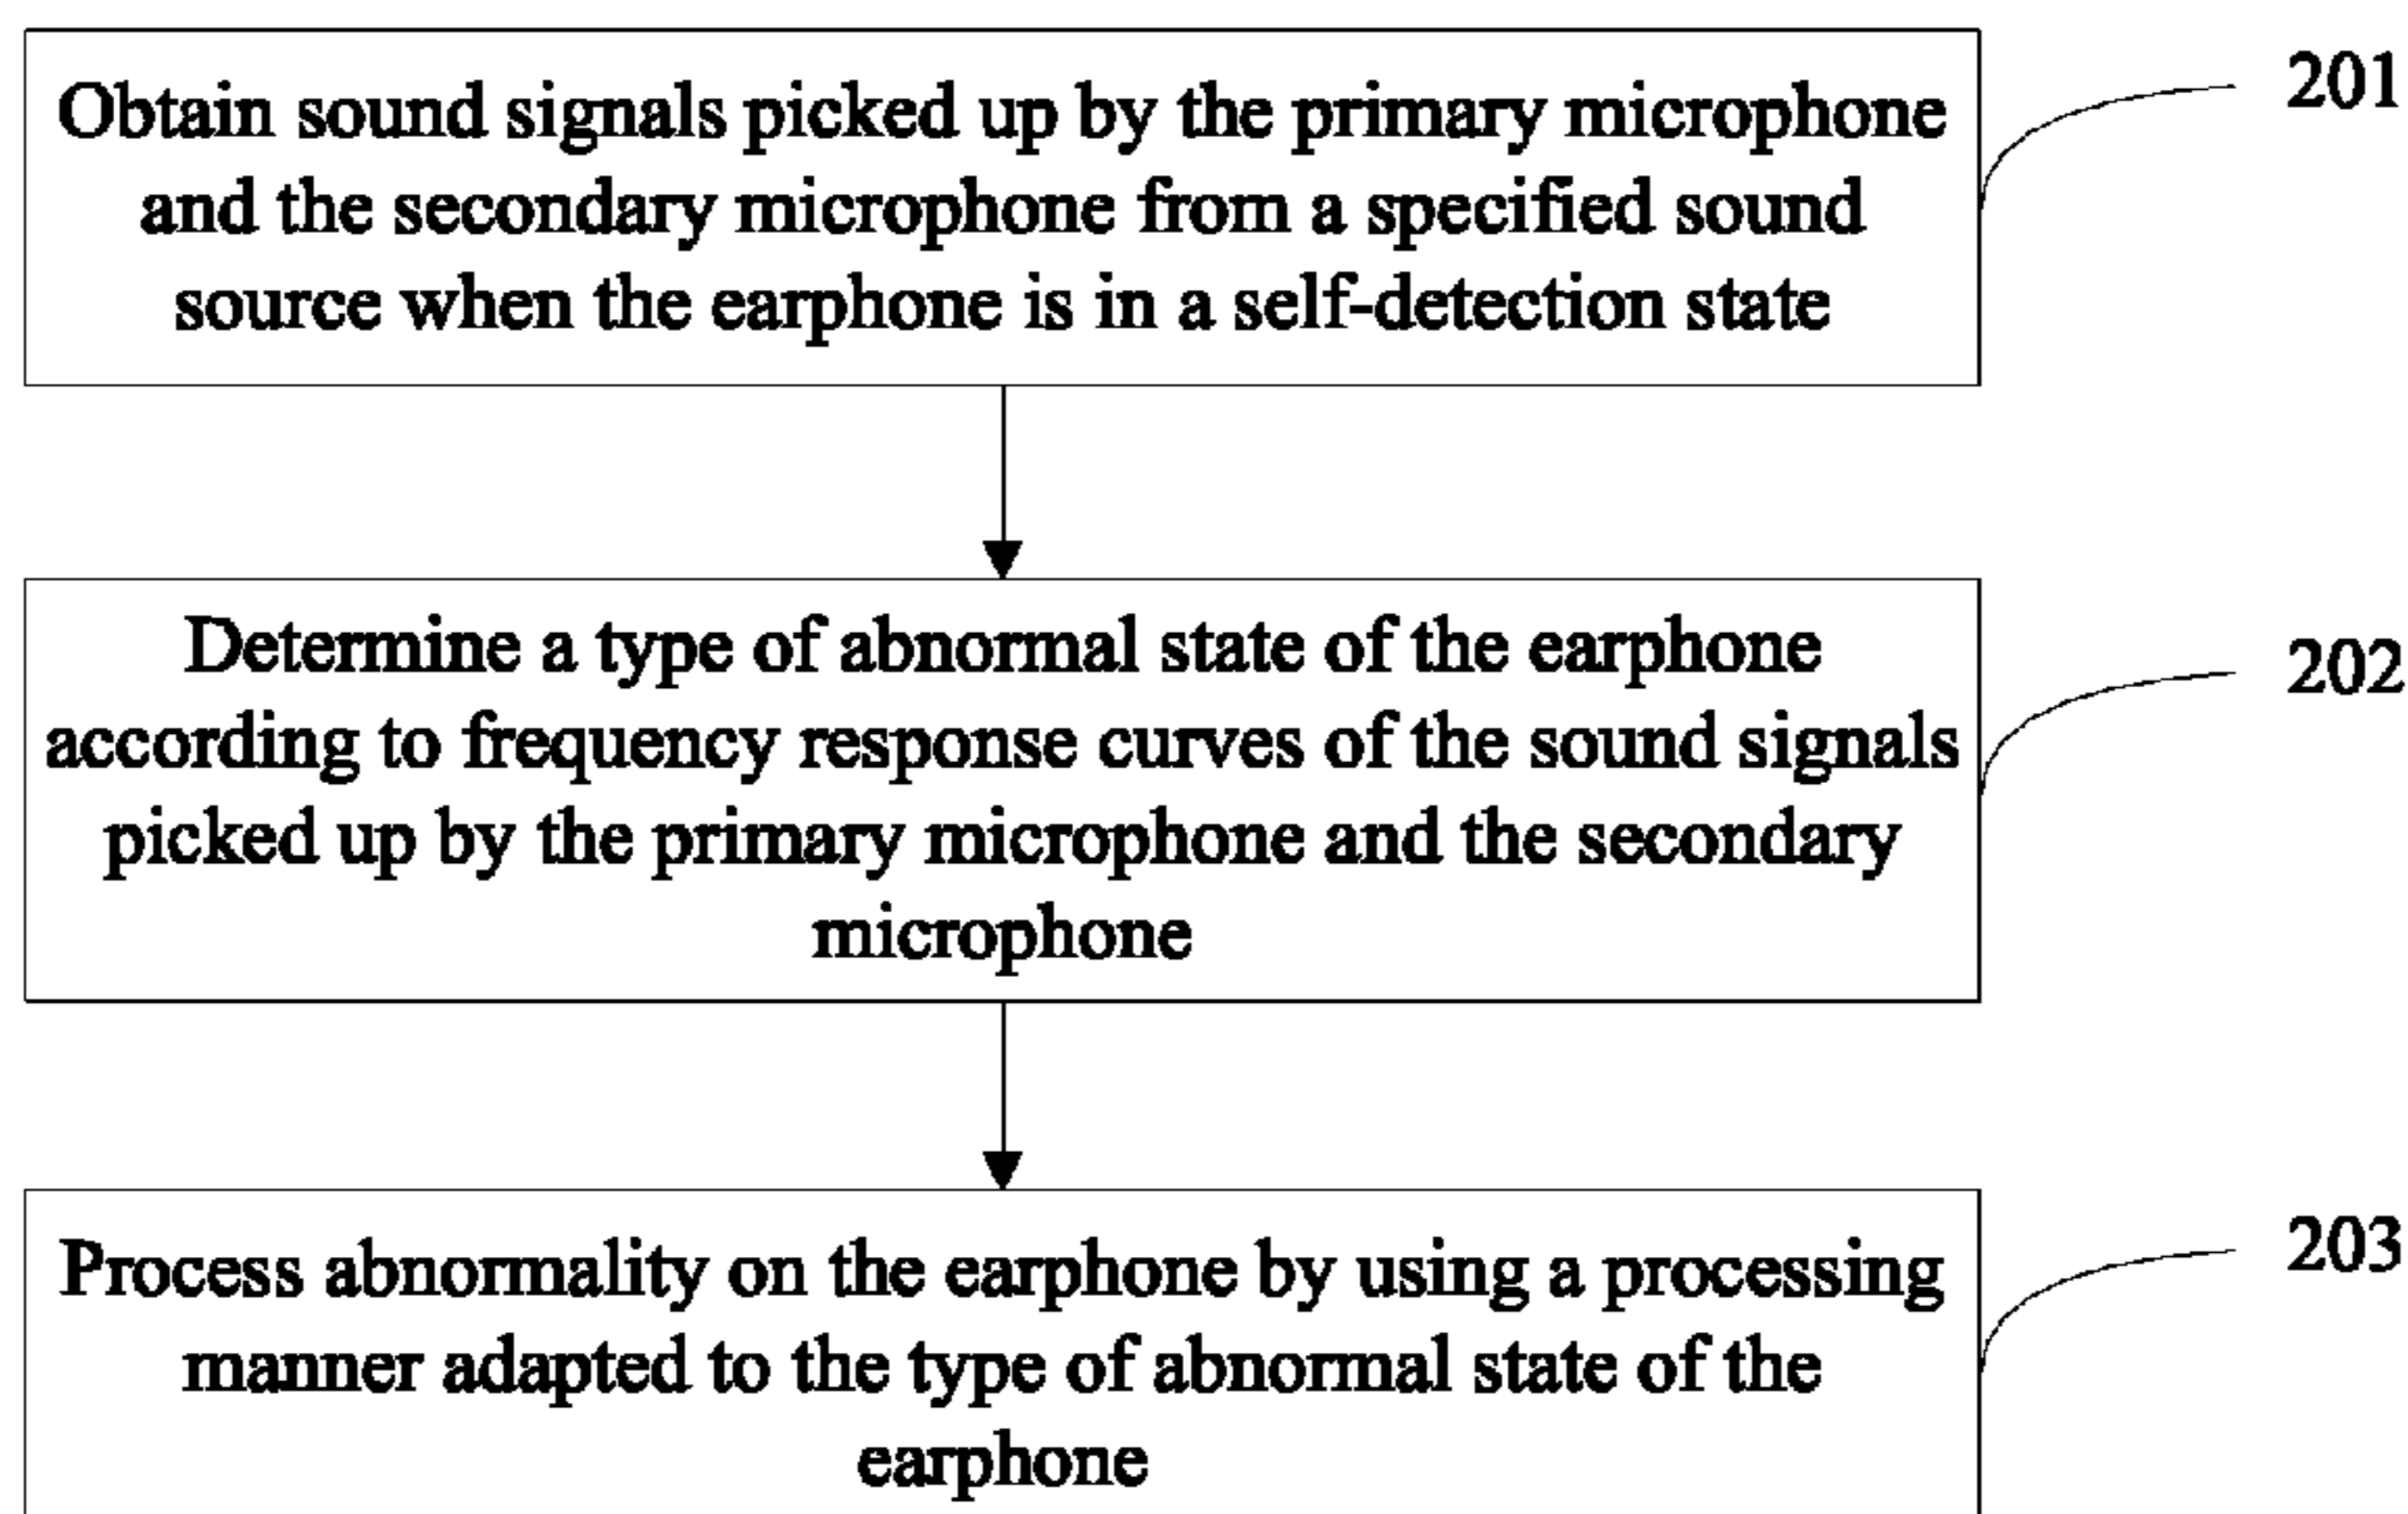 Obtain sound signals picked up by the primary microphone
and the secondary microphone from a specified sound
source when the earphone is in a self-detection state
201
Determine a type of abnormal state of the earphone
according to frequency response curves of the sound signals
picked up by the primary microphone and the secondary
microphone
202
Process abnormality on the earphone by using a processing
manner adapted to the type of abnormal state of the
earphone
203